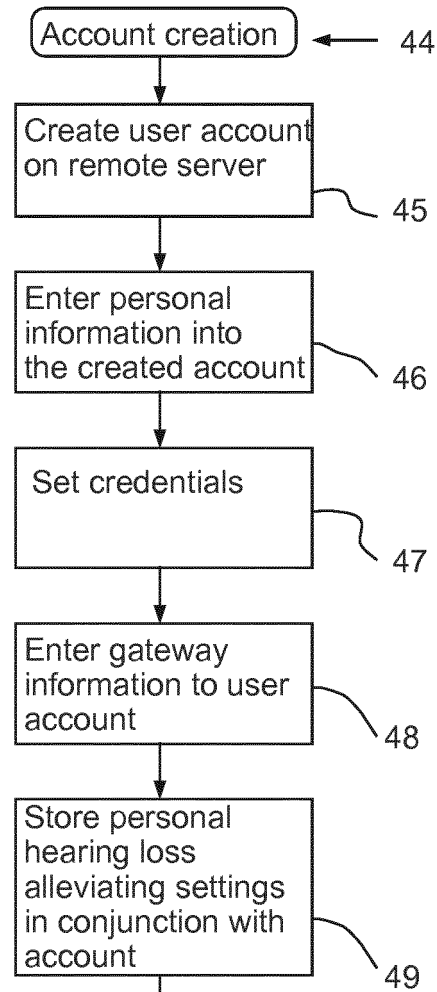 Account creation
44
Create user account
on remote server
45
Enter personal
information into
the created account
46
Set credentials
47
Enter gateway
information to user
account
48
Store personal
hearing loss
alleviating settings
in conjunction with
account
49